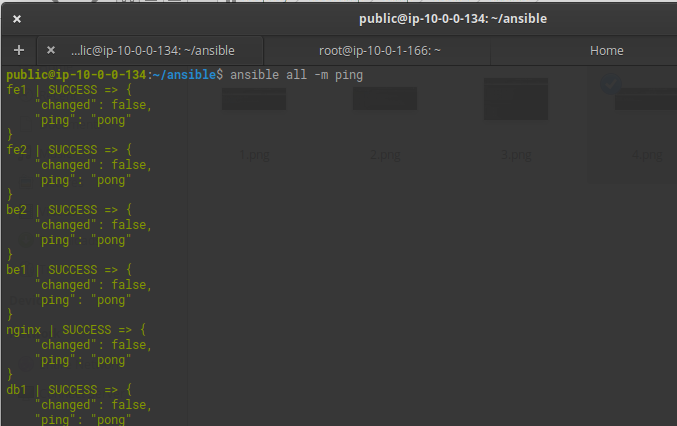 public@ip-10-0-0-134: ~/ansible
...lic@ip-10-0-0-134: ~/ansible
root@ip-10-0-1-166: ~
Home
public@ip-10-0-0-134:~/ansible$ ansible all -m ping
fe1 | SUCCESS => {
    "changed": false,
    "ping": "pong"
}
fe2 | SUCCESS => {
    "changed": false,
    "ping": "pong"
}
be2 | SUCCESS => {
    "changed": false,
    "ping": "pong"
}
be1 | SUCCESS => {
    "changed": false,
    "ping": "pong"
}
nginx | SUCCESS => {
    "changed": false,
    "ping": "pong"
}
db1 | SUCCESS => {
    "changed": false,
    "ping": "pong"
1.png
2.png
3.png
4.png